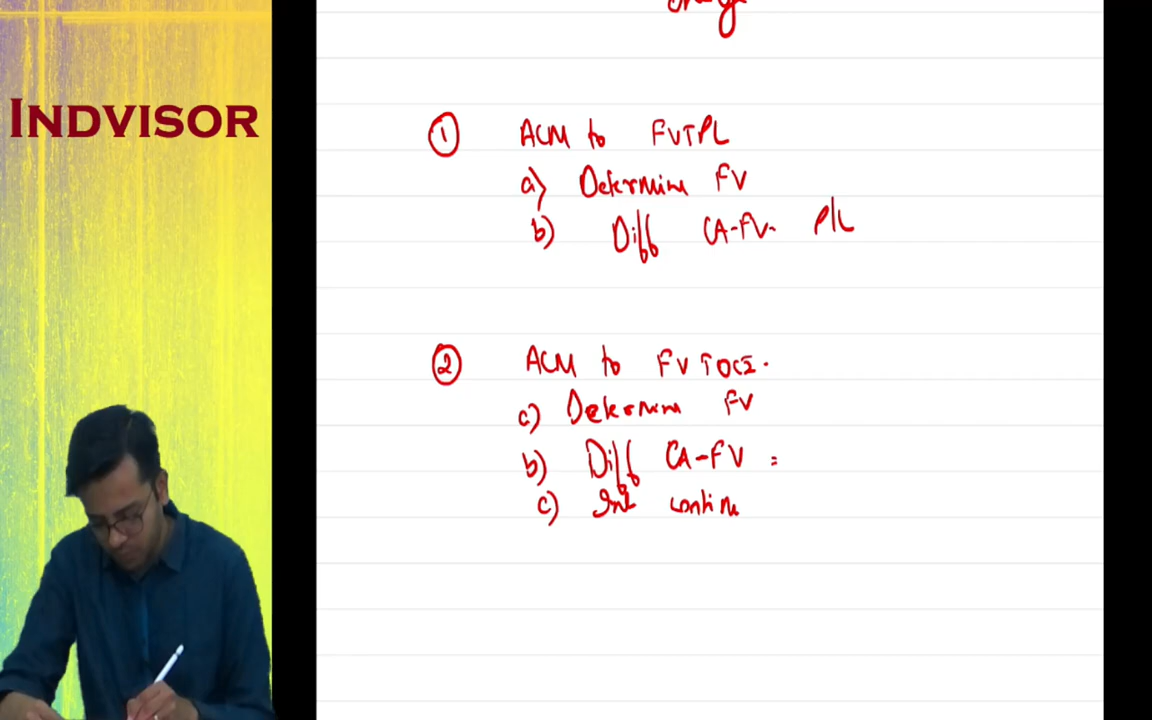 INDVISOR
① ACM to FVTPL
a) Determine FV
b) Diff CA-FV- P/L
② ACM to FVTOCI.
c) Determine FV
b) Diff CA-FV =
c) Int continue